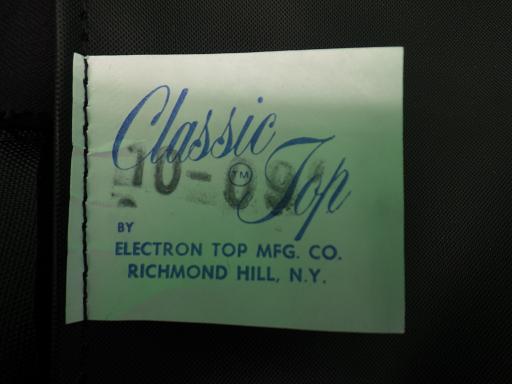 Classic
Top
TM
BY
ELECTRON TOP MFG. CO.
RICHMOND HILL, N.Y.